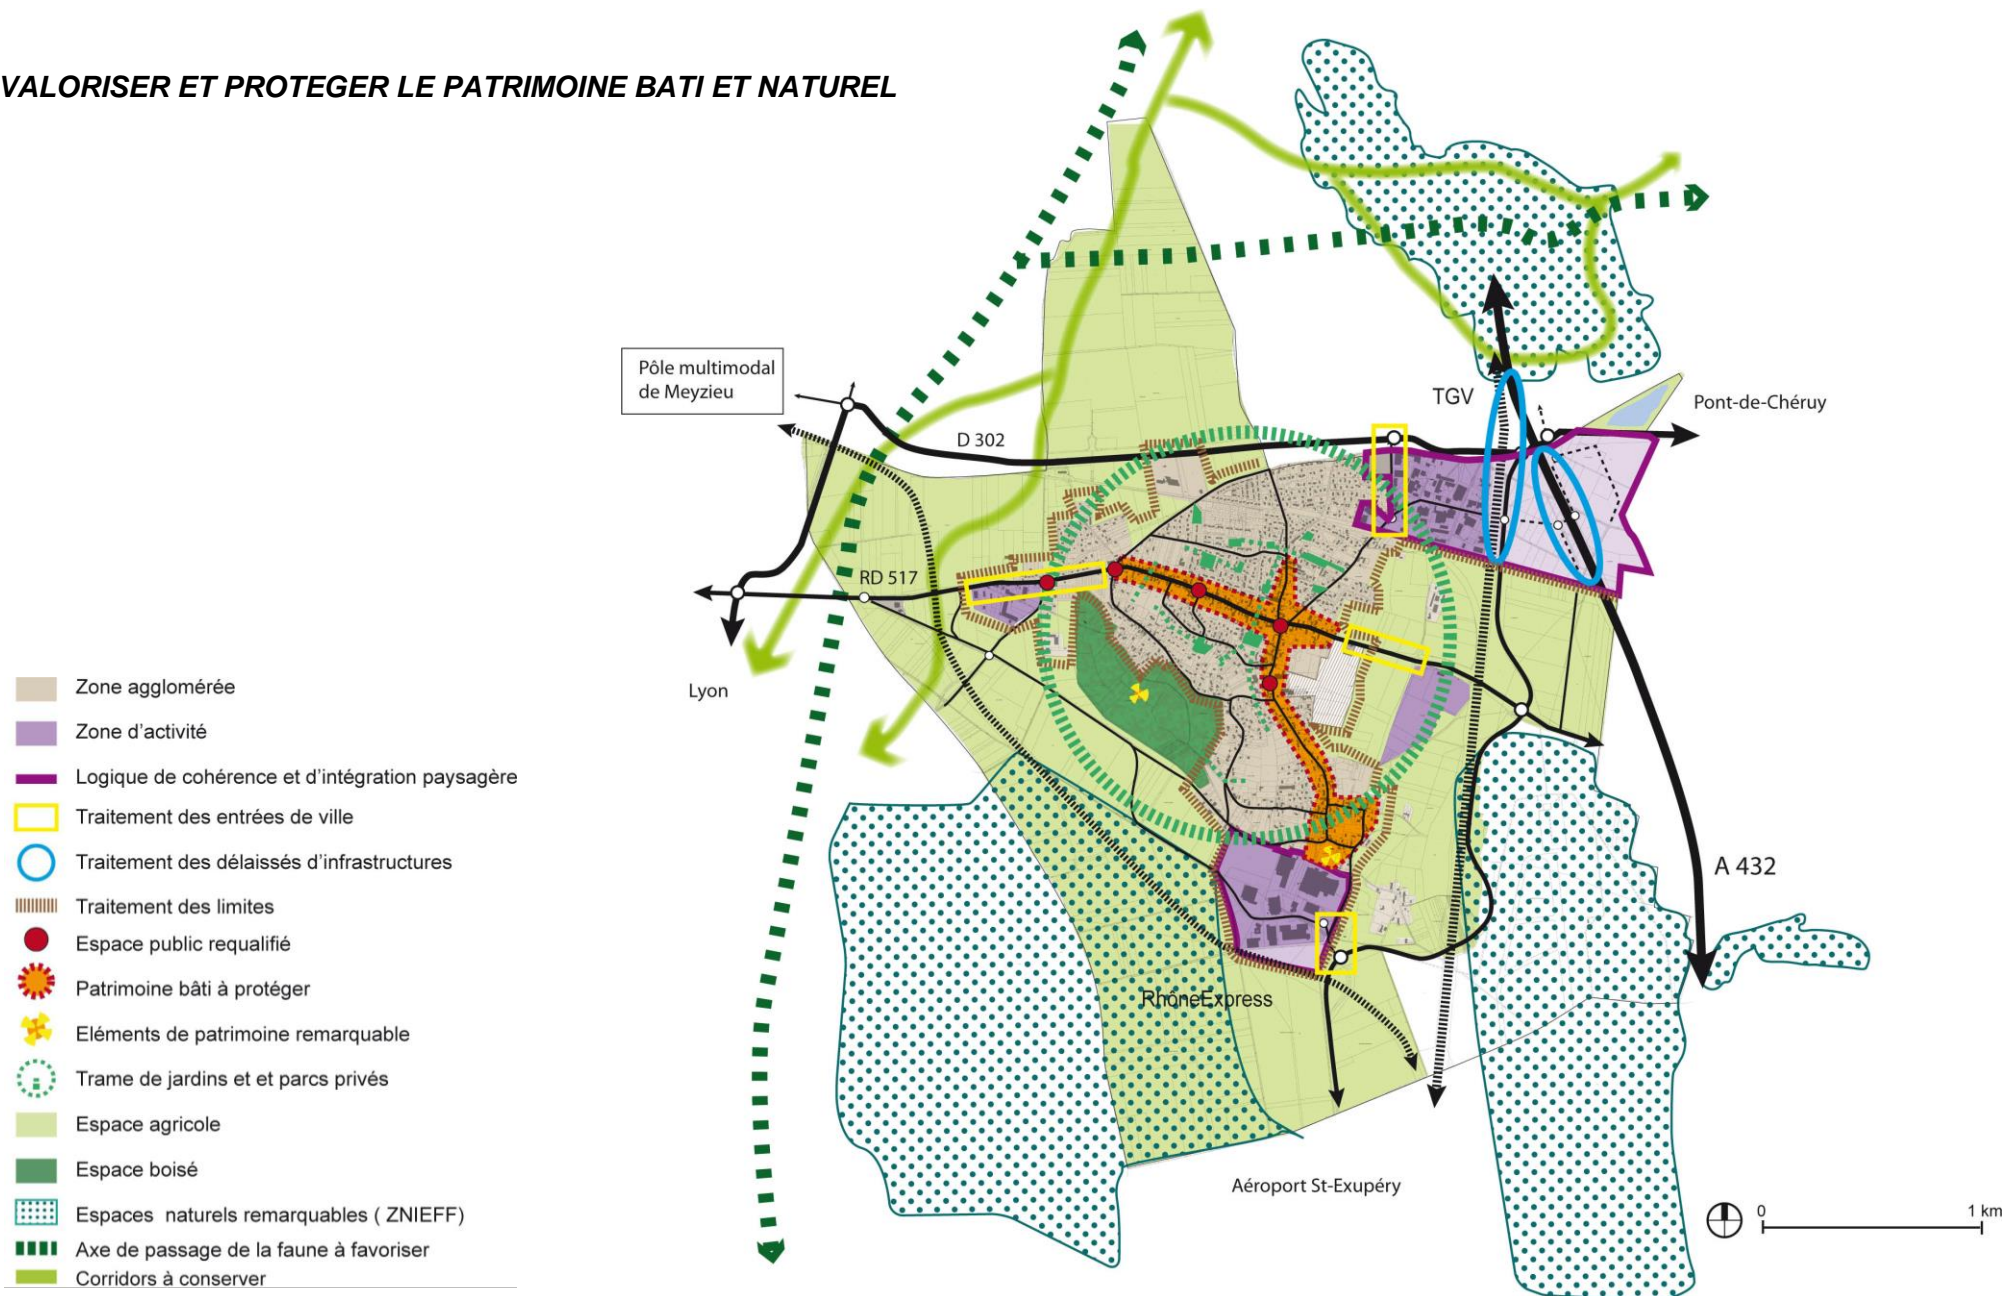 VALORISER ET PROTEGER LE PATRIMOINE BATI ET NATUREL
Pôle multimodal
de Meyzieu
D 302
TGV
Pont-de-Chéruy
RD 517
Lyon
A 432
RhôneExpress
Aéroport St-Exupéry
0
1 km
Zone agglomérée
Zone d'activité
Logique de cohérence et d'intégration paysagère
Traitement des entrées de ville
Traitement des délaissés d'infrastructures
Traitement des limites
Espace public requalifié
Patrimoine bâti à protéger
Eléments de patrimoine remarquable
Trame de jardins et et parcs privés
Espace agricole
Espace boisé
Espaces naturels remarquables ( ZNIEFF)
Axe de passage de la faune à favoriser
Corridors à conserver